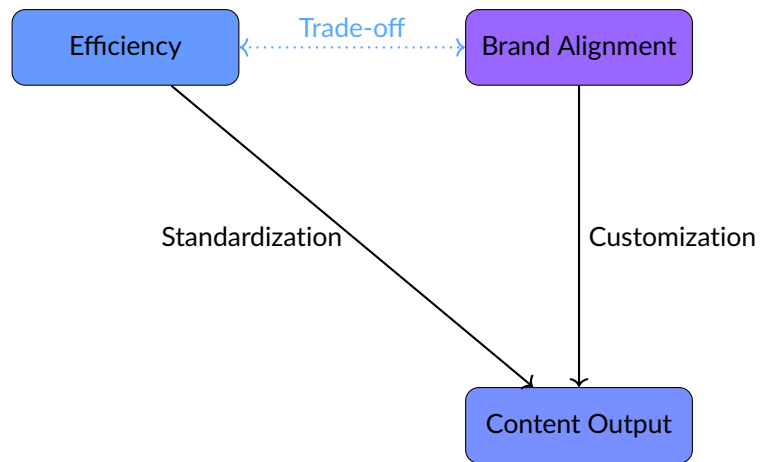 Efficiency
Trade-off
Brand Alignment
Standardization
Customization
Content Output